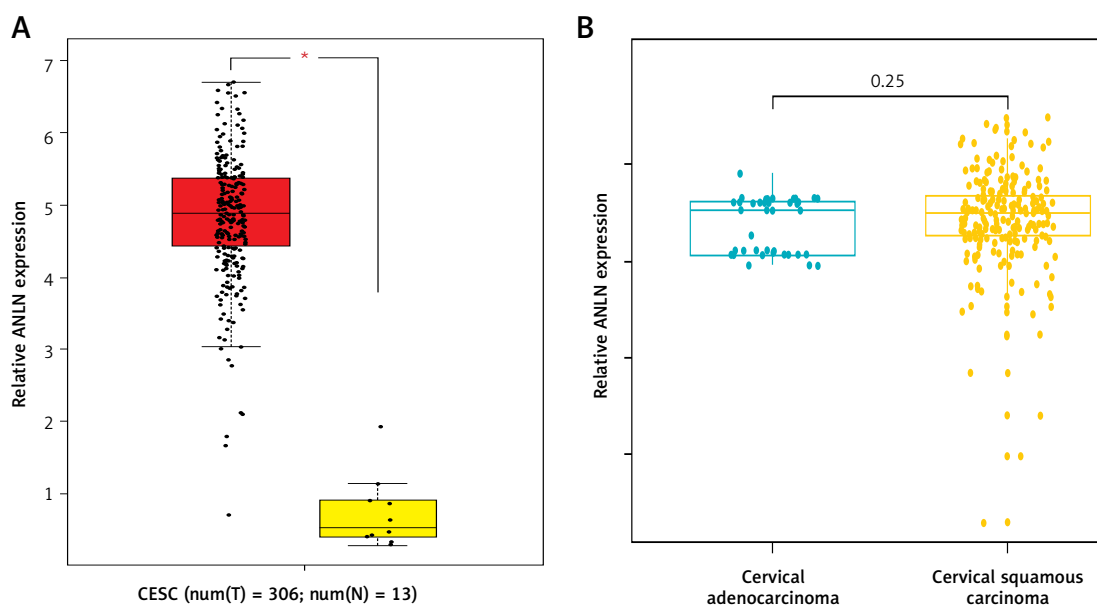 A
Relative ANLN expression
7
6
5
4
3
2
1
*
CESC (num(T) = 306; num(N) = 13)
B
Relative ANLN expression
0.25
Cervical
adenocarcinoma
Cervical squamous
carcinoma